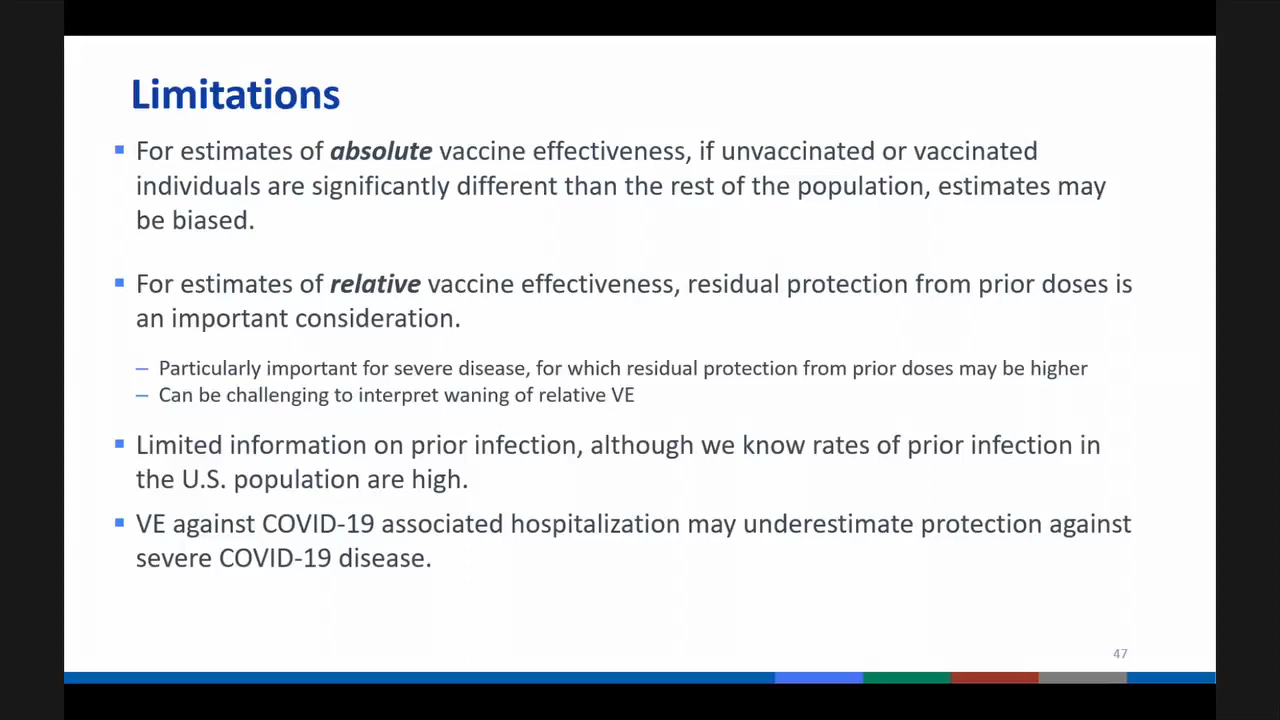 Limitations
▪ For estimates of absolute vaccine effectiveness, if unvaccinated or vaccinated
individuals are significantly different than the rest of the population, estimates may
be biased.
▪ For estimates of relative vaccine effectiveness, residual protection from prior doses is
an important consideration.
– Particularly important for severe disease, for which residual protection from prior doses may be higher
– Can be challenging to interpret waning of relative VE
▪ Limited information on prior infection, although we know rates of prior infection in
the U.S. population are high.
▪ VE against COVID-19 associated hospitalization may underestimate protection against
severe COVID-19 disease.
47